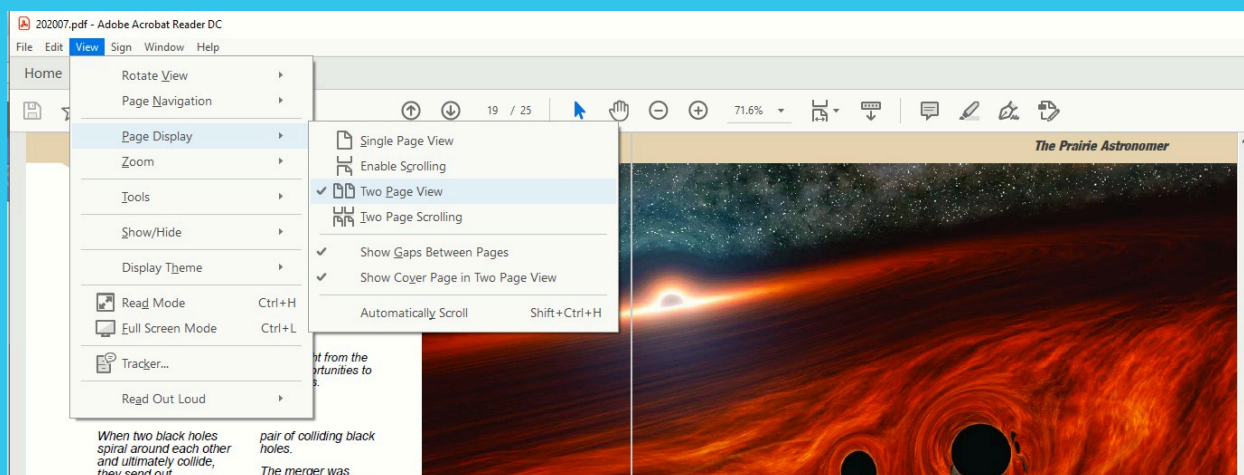 202007.pdf - Adobe Acrobat Reader DC
File Edit View Sign Window Help
Home
19 / 25 71.6%
Rotate View
Page Navigation
Page Display
Zoom
Tools
Show/Hide
Display Theme
Read Mode Ctrl+H
Full Screen Mode Ctrl+L
Tracker...
Read Out Loud
Single Page View
Enable Scrolling
Two Page View
Two Page Scrolling
Show Gaps Between Pages
Show Cover Page in Two Page View
Automatically Scroll Shift+Ctrl+H
The Prairie Astronomer
from the
to
When two black holes
spiral around each other
and ultimately collide,
they send out
pair of colliding black
holes.
The merger was